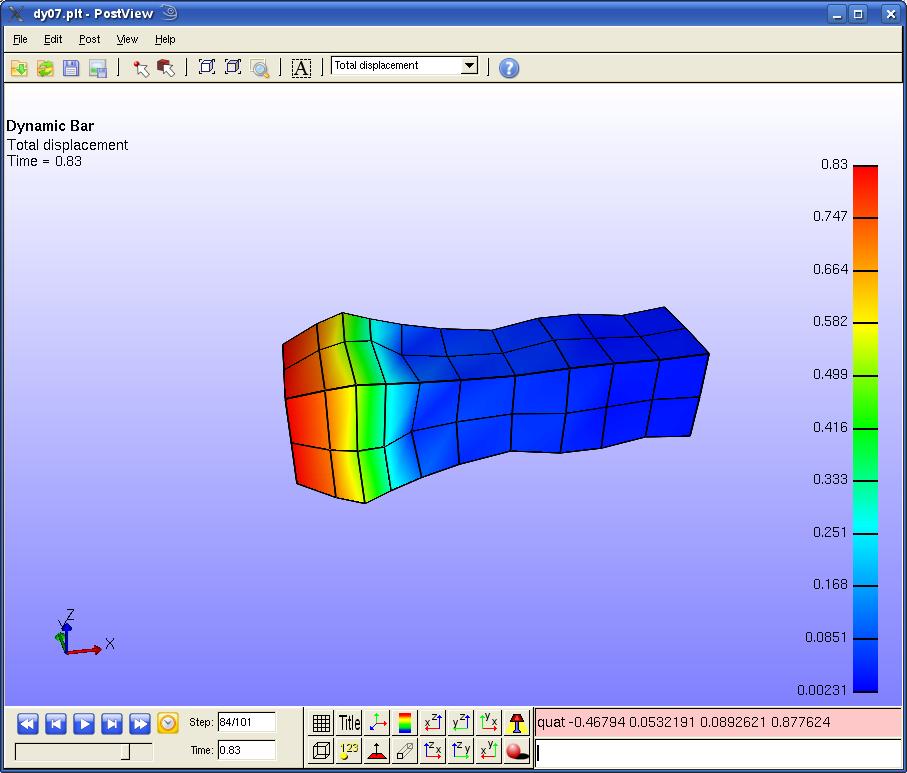 dy07.plt - PostView
File Edit Post View Help
A Total displacement ?
Dynamic Bar
Total displacement
Time = 0.83
0.83
0.747
0.664
0.582
0.499
0.416
0.333
0.251
0.168
0.0851
0.00231
Z
Y
X
Step: 84/101
Title
quat -0.46794 0.0532191 0.0892621 0.877624
Time: 0.83
123